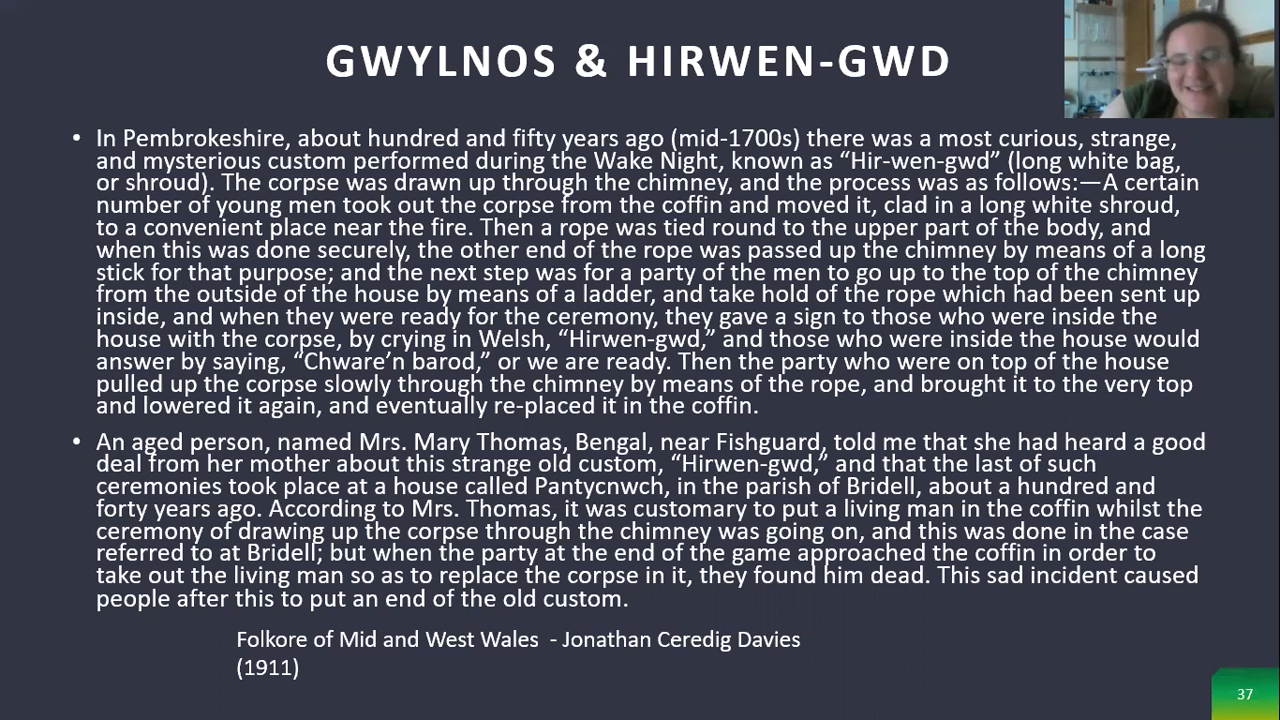 GWYLNOS & HIRWEN-GWD
• In Pembrokeshire, about hundred and fifty years ago (mid-1700s) there was a most curious, strange,
and mysterious custom performed during the Wake Night, known as “Hir-wen-gwd” (long white bag,
or shroud). The corpse was drawn up through the chimney, and the process was as follows:—A certain
number of young men took out the corpse from the coffin and moved it, clad in a long white shroud,
to a convenient place near the fire. Then a rope was tied round to the upper part of the body, and
when this was done securely, the other end of the rope was passed up the chimney by means of a long
stick for that purpose; and the next step was for a party of the men to go up to the top of the chimney
from the outside of the house by means of a ladder, and take hold of the rope which had been sent up
inside, and when they were ready for the ceremony, they gave a sign to those who were inside the
house with the corpse, by crying in Welsh, “Hirwen-gwd,” and those who were inside the house would
answer by saying, “Chware’n barod,” or we are ready. Then the party who were on top of the house
pulled up the corpse slowly through the chimney by means of the rope, and brought it to the very top
and lowered it again, and eventually re-placed it in the coffin.
• An aged person, named Mrs. Mary Thomas, Bengal, near Fishguard, told me that she had heard a good
deal from her mother about this strange old custom, “Hirwen-gwd,” and that the last of such
ceremonies took place at a house called Pantycnwch, in the parish of Bridell, about a hundred and
forty years ago. According to Mrs. Thomas, it was customary to put a living man in the coffin whilst the
ceremony of drawing up the corpse through the chimney was going on, and this was done in the case
referred to at Bridell; but when the party at the end of the game approached the coffin in order to
take out the living man so as to replace the corpse in it, they found him dead. This sad incident caused
people after this to put an end of the old custom.
Folkore of Mid and West Wales - Jonathan Ceredig Davies
(1911)
37